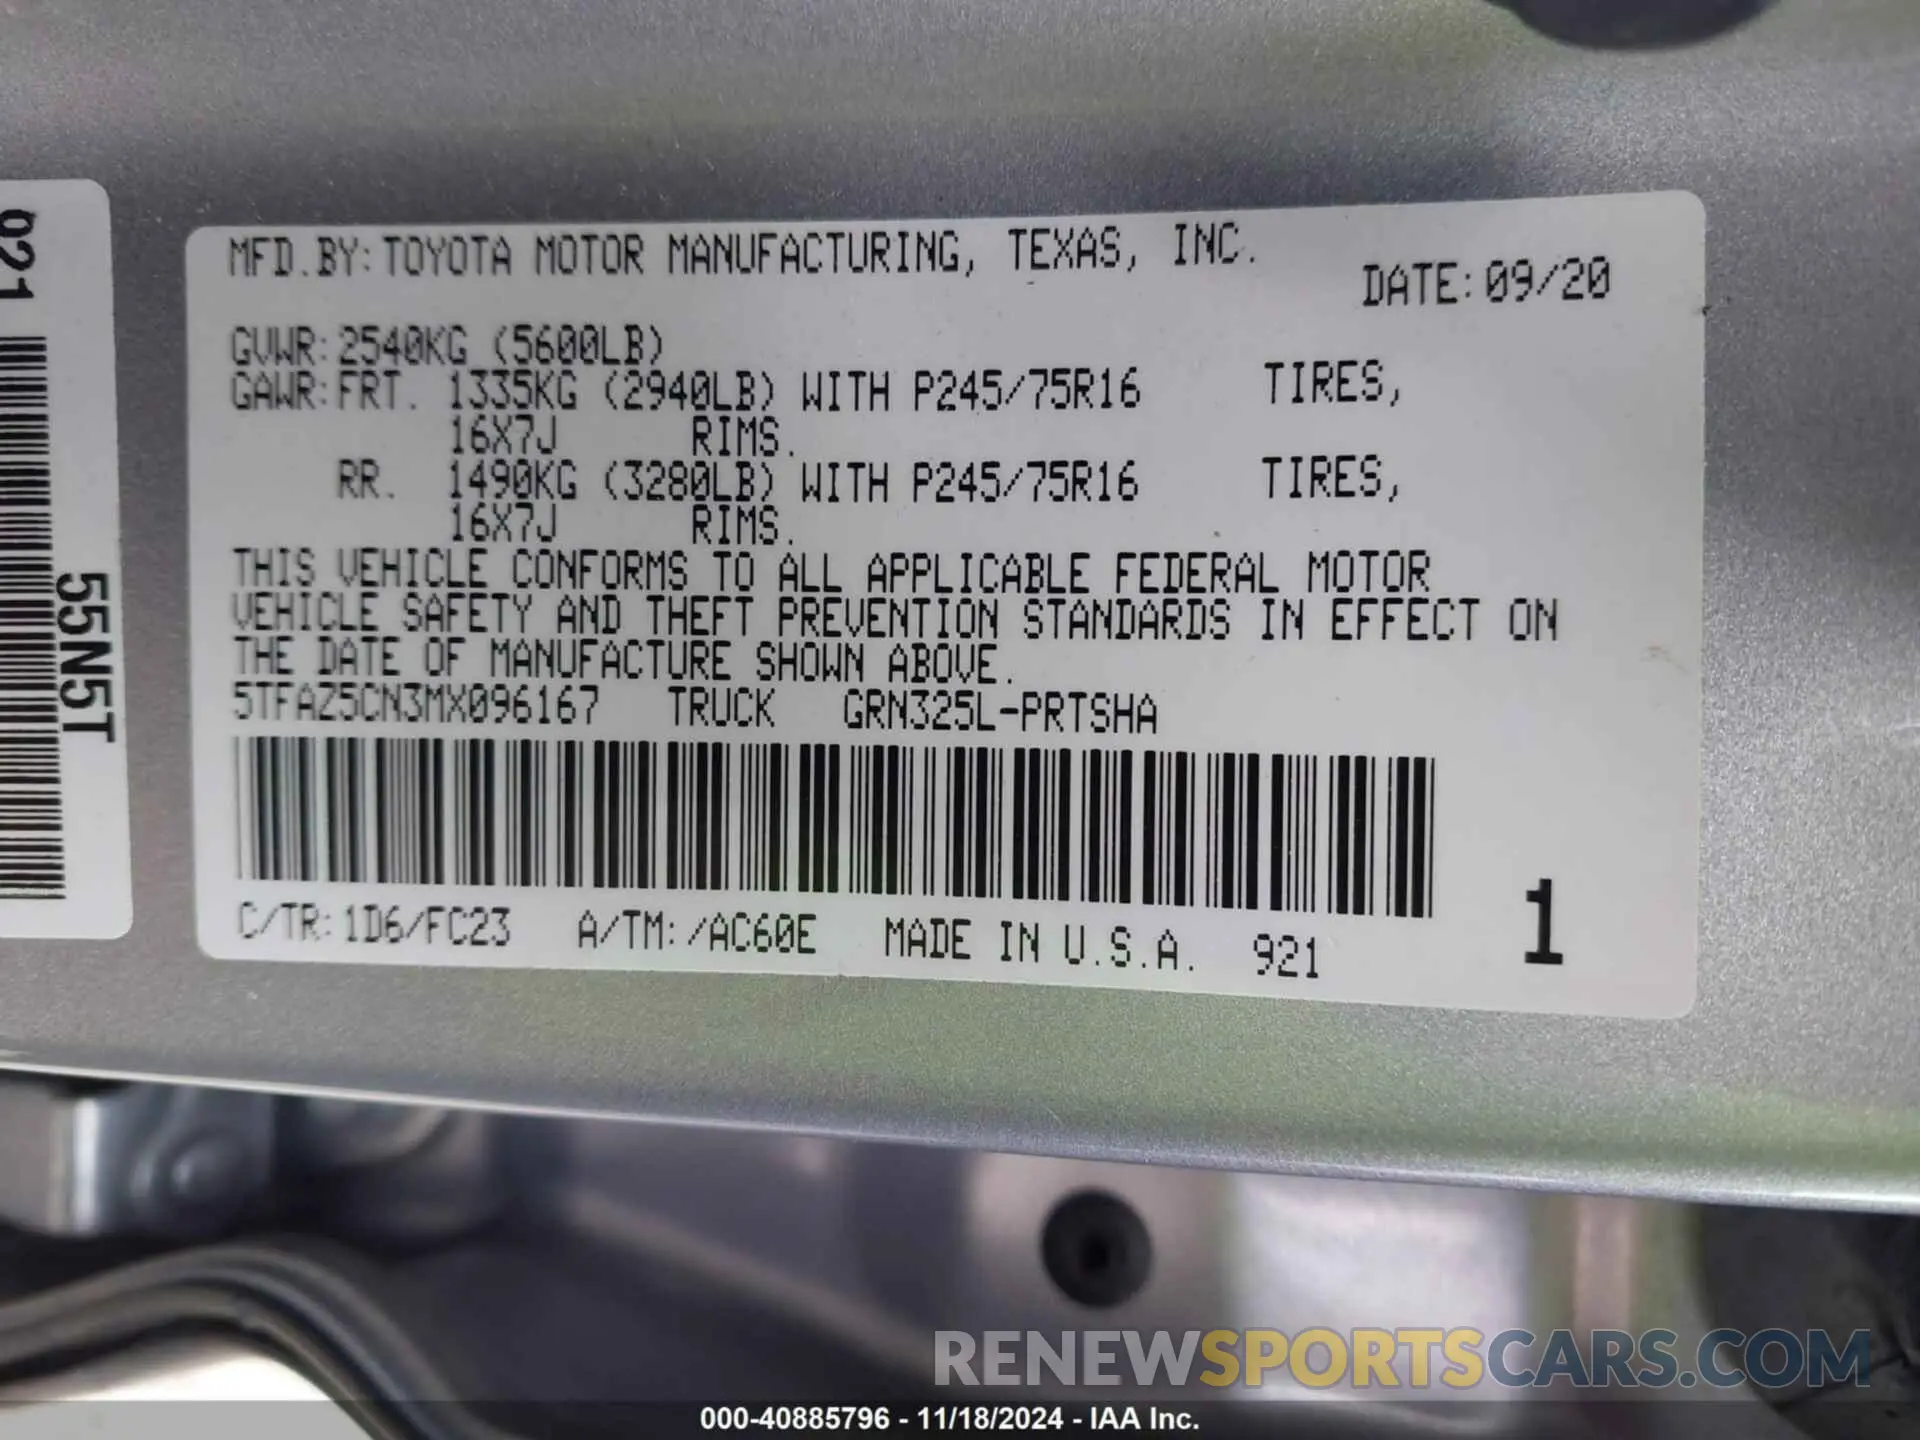 MFD.BY:TOYOTA MOTOR MANUFACTURING, TEXAS, INC.
DATE:09/20
GVWR:2540KG (5600LB)
GAWR:FRT. 1335KG (2940LB) WITH P245/75R16 TIRES,
16X7J RIMS.
RR. 1490KG (3280LB) WITH P245/75R16 TIRES,
16X7J RIMS.
THIS VEHICLE CONFORMS TO ALL APPLICABLE FEDERAL MOTOR
VEHICLE SAFETY AND THEFT PREVENTION STANDARDS IN EFFECT ON
THE DATE OF MANUFACTURE SHOWN ABOVE.
5TFAZ5CN3MX096167 TRUCK GRN325L-PRTSHA
C/TR:1D6/FC23 A/TM:/AC60E MADE IN U.S.A. 921
1
55N5T
RENEWSPORTSCARS.COM
000-40885796 - 11/18/2024 - IAA Inc.